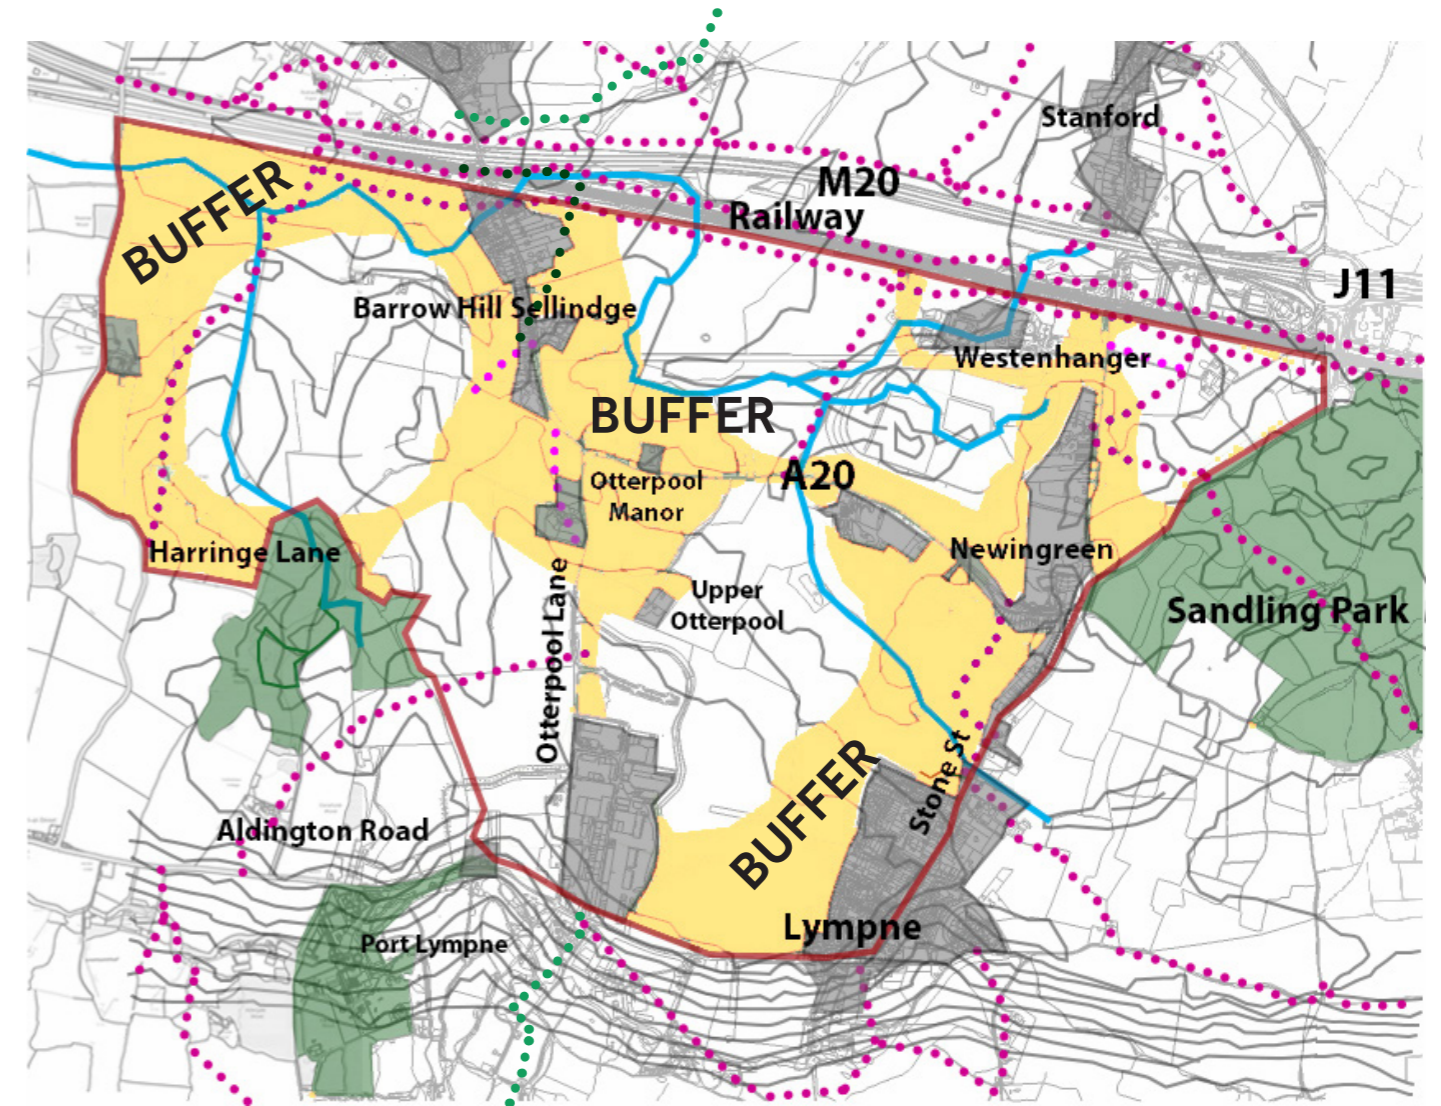 Stanford
M20
Railway
BUFFER
J11
Barrow Hill Sellindge
Westenhanger
BUFFER
A20
Otterpool
Manor
Newingreen
Harringe Lane
Upper
Otterpool
Sandling Park
Otterpool Lane
Stone St
BUFFER
Aldington Road
Lympne
Port Lympne